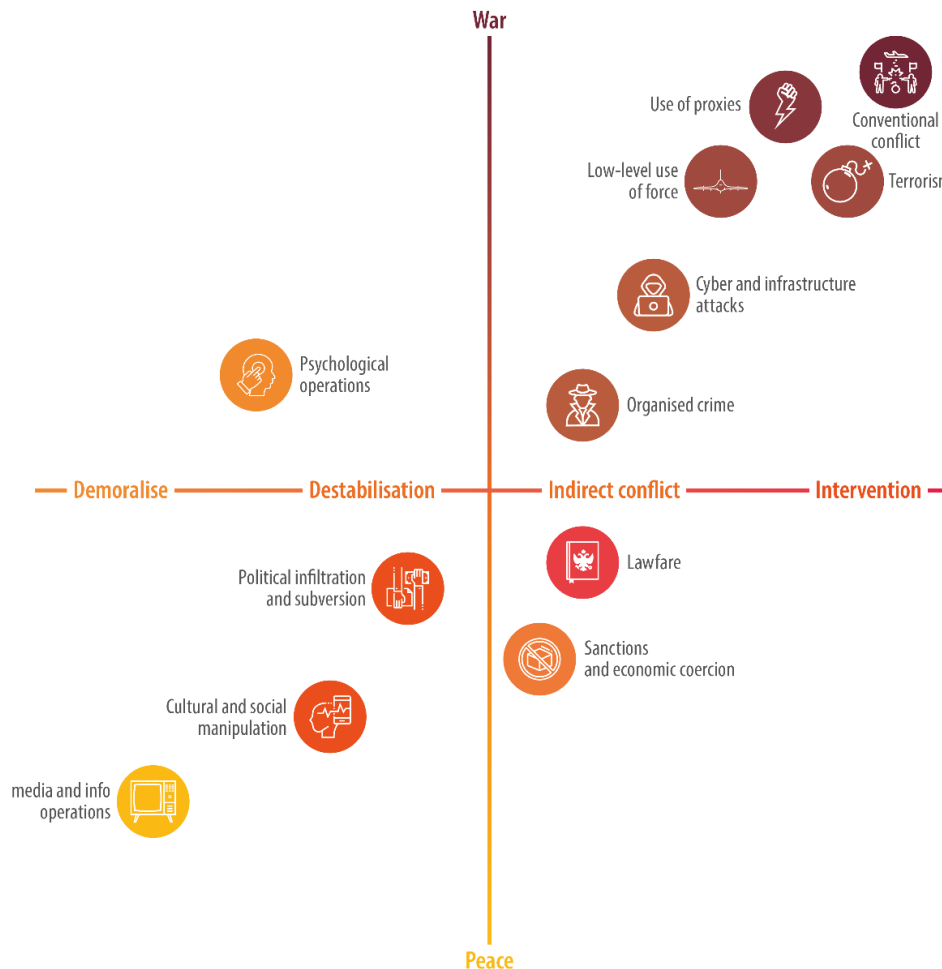 War
Use of proxies
Conventional
conflict
Low-level use
of force
Terrorism
Cyber and infrastructure
attacks
Psychological
operations
Organised crime
Demoralise
Destabilisation
Indirect conflict
Intervention
Lawfare
Political infiltration
and subversion
Sanctions
and economic coercion
Cultural and social
manipulation
media and info
operations
Peace